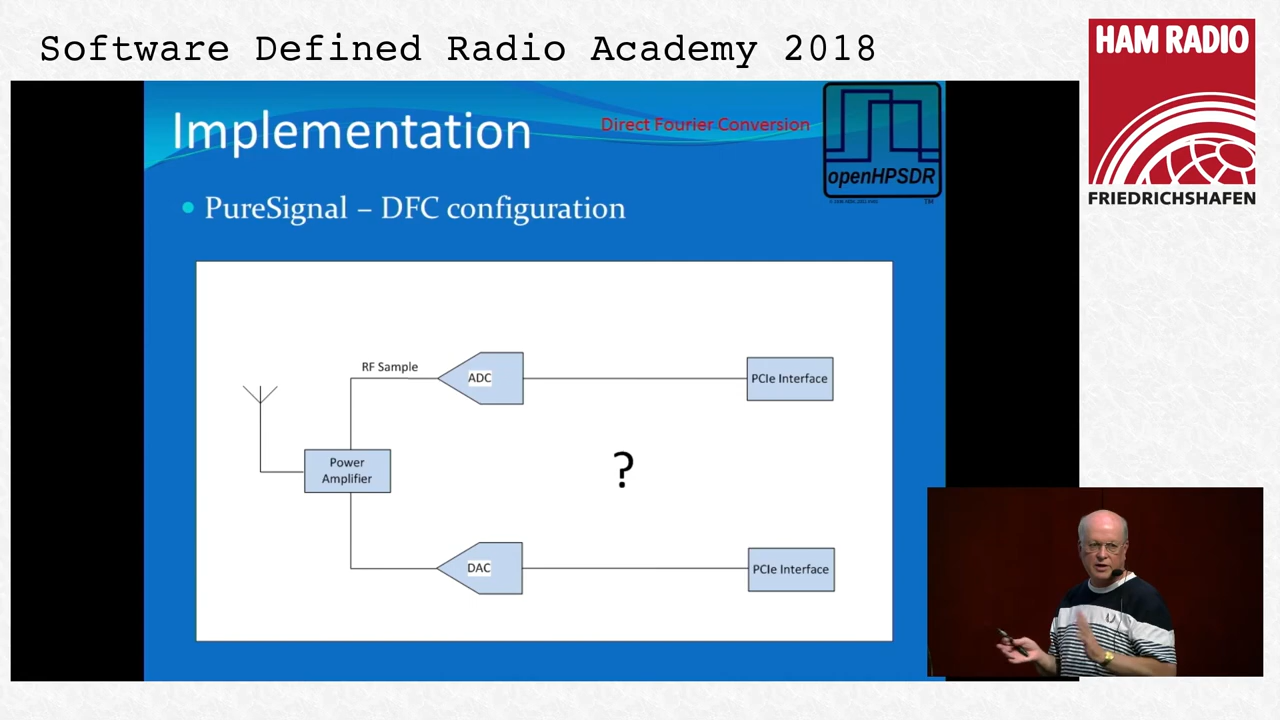 Software Defined Radio Academy 2018
HAM RADIO
FRIEDRICHSHAFEN
Implementation
Direct Fourier Conversion
openHPSDR
TM
PureSignal – DFC configuration
RF Sample
ADC
PCIe Interface
Power
Amplifier
?
DAC
PCIe Interface